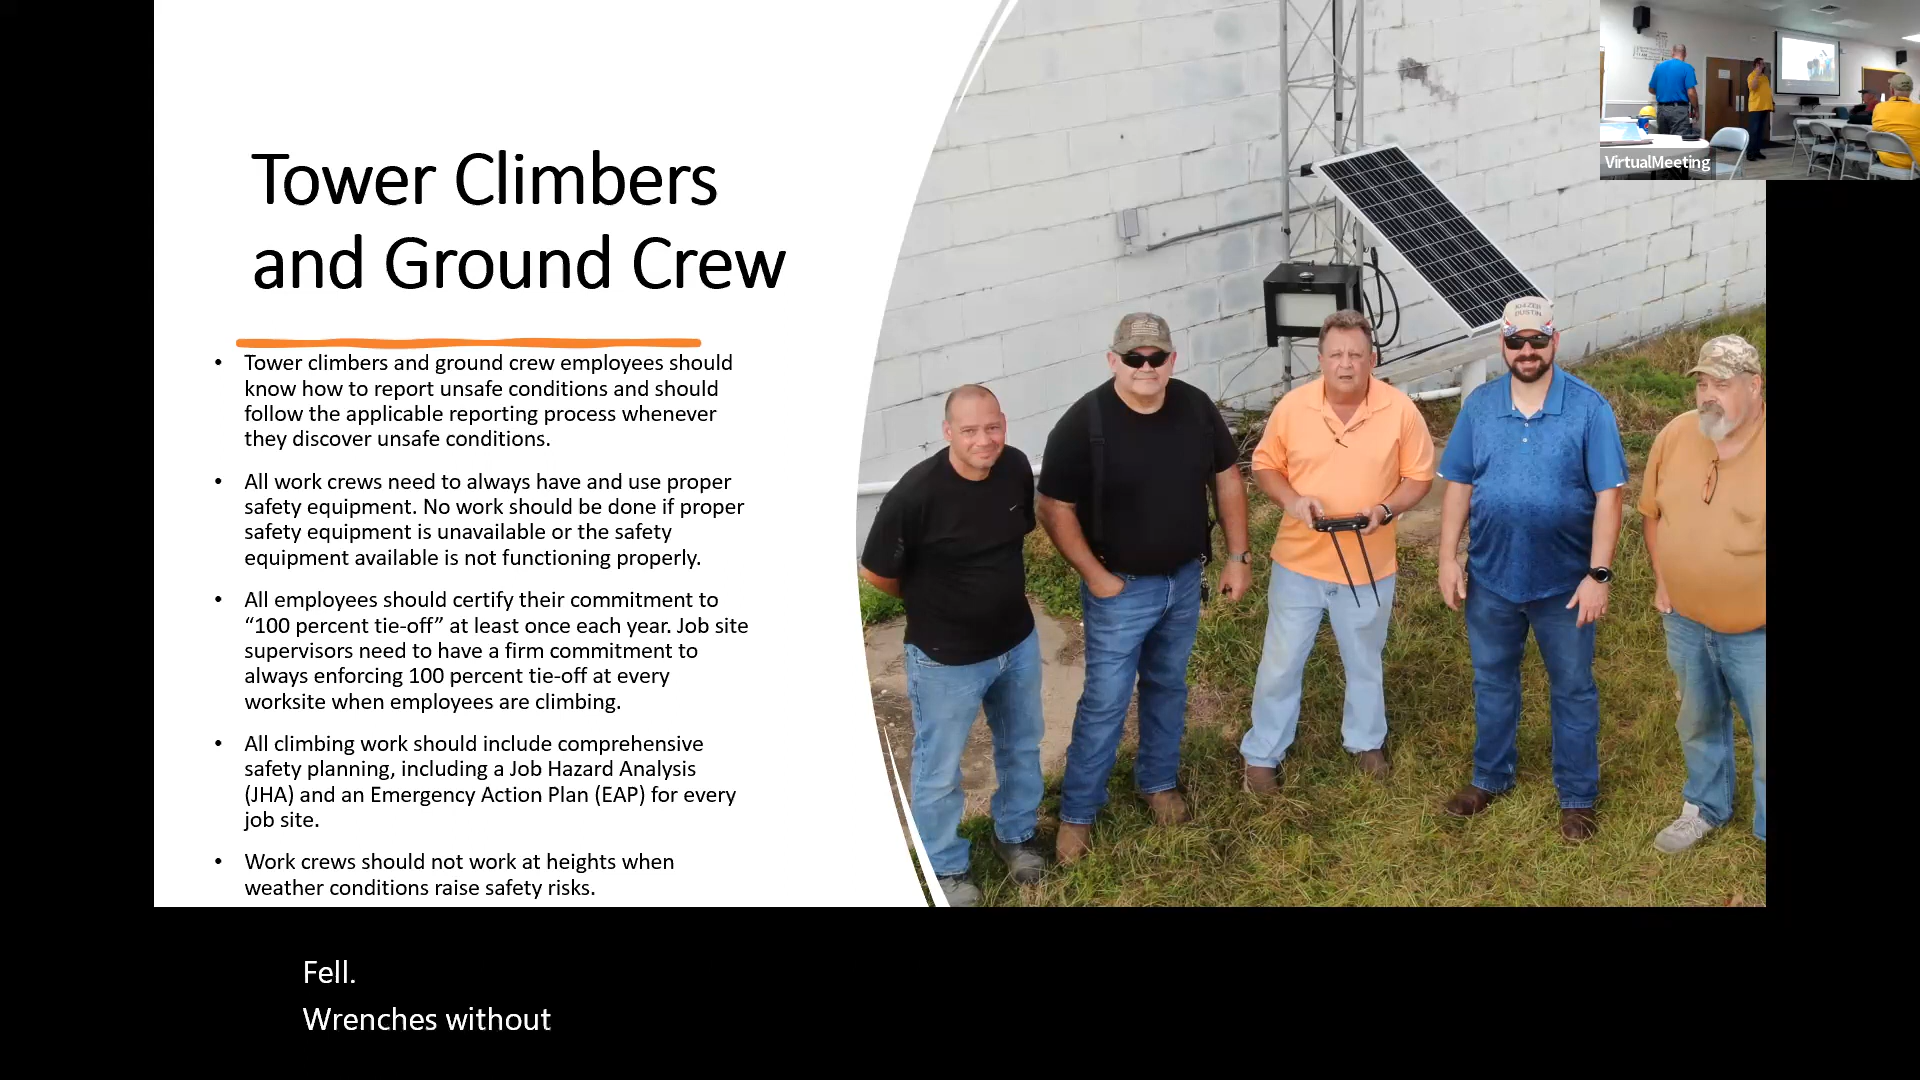 Tower Climbers
and Ground Crew
• Tower climbers and ground crew employees should
know how to report unsafe conditions and should
follow the applicable reporting process whenever
they discover unsafe conditions.
• All work crews need to always have and use proper
safety equipment. No work should be done if proper
safety equipment is unavailable or the safety
equipment available is not functioning properly.
• All employees should certify their commitment to
“100 percent tie-off” at least once each year. Job site
supervisors need to have a firm commitment to
always enforcing 100 percent tie-off at every
worksite when employees are climbing.
• All climbing work should include comprehensive
safety planning, including a Job Hazard Analysis
(JHA) and an Emergency Action Plan (EAP) for every
job site.
• Work crews should not work at heights when
weather conditions raise safety risks.
VirtualMeeting
Fell.
Wrenches without